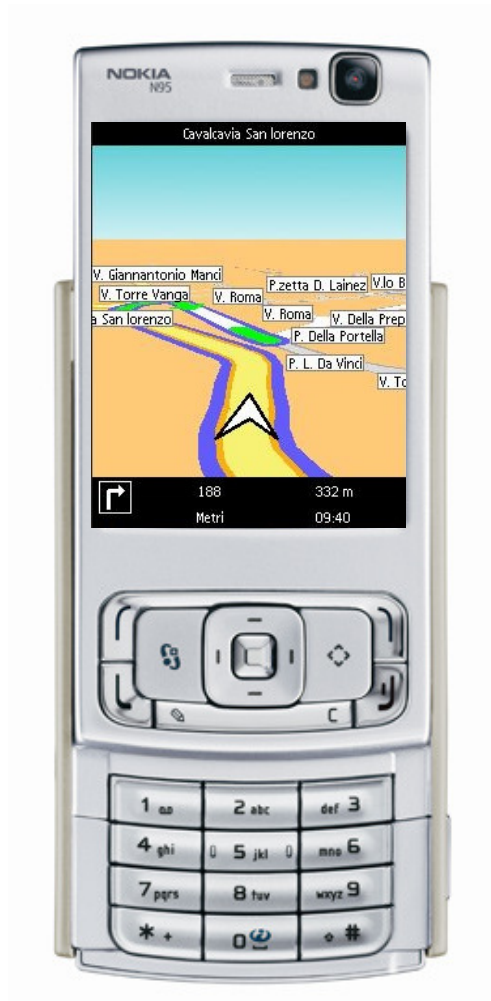 NOKIA
N95
Cavalcavia San lorenzo
V. Giannantonio Manci
P.zetta D. Lainez
V.lo B
V. Torre Vanga
V. Roma
a San lorenzo
V. Roma
V. Della Prep
P. Della Portella
P. L. Da Vinci
V. To
188
332 m
Metri
09:40
C
1
2 abc
def 3
4 ghi
5 jkl
mno 6
7 pqrs
8 tuv
wxyz 9
* +
0
#